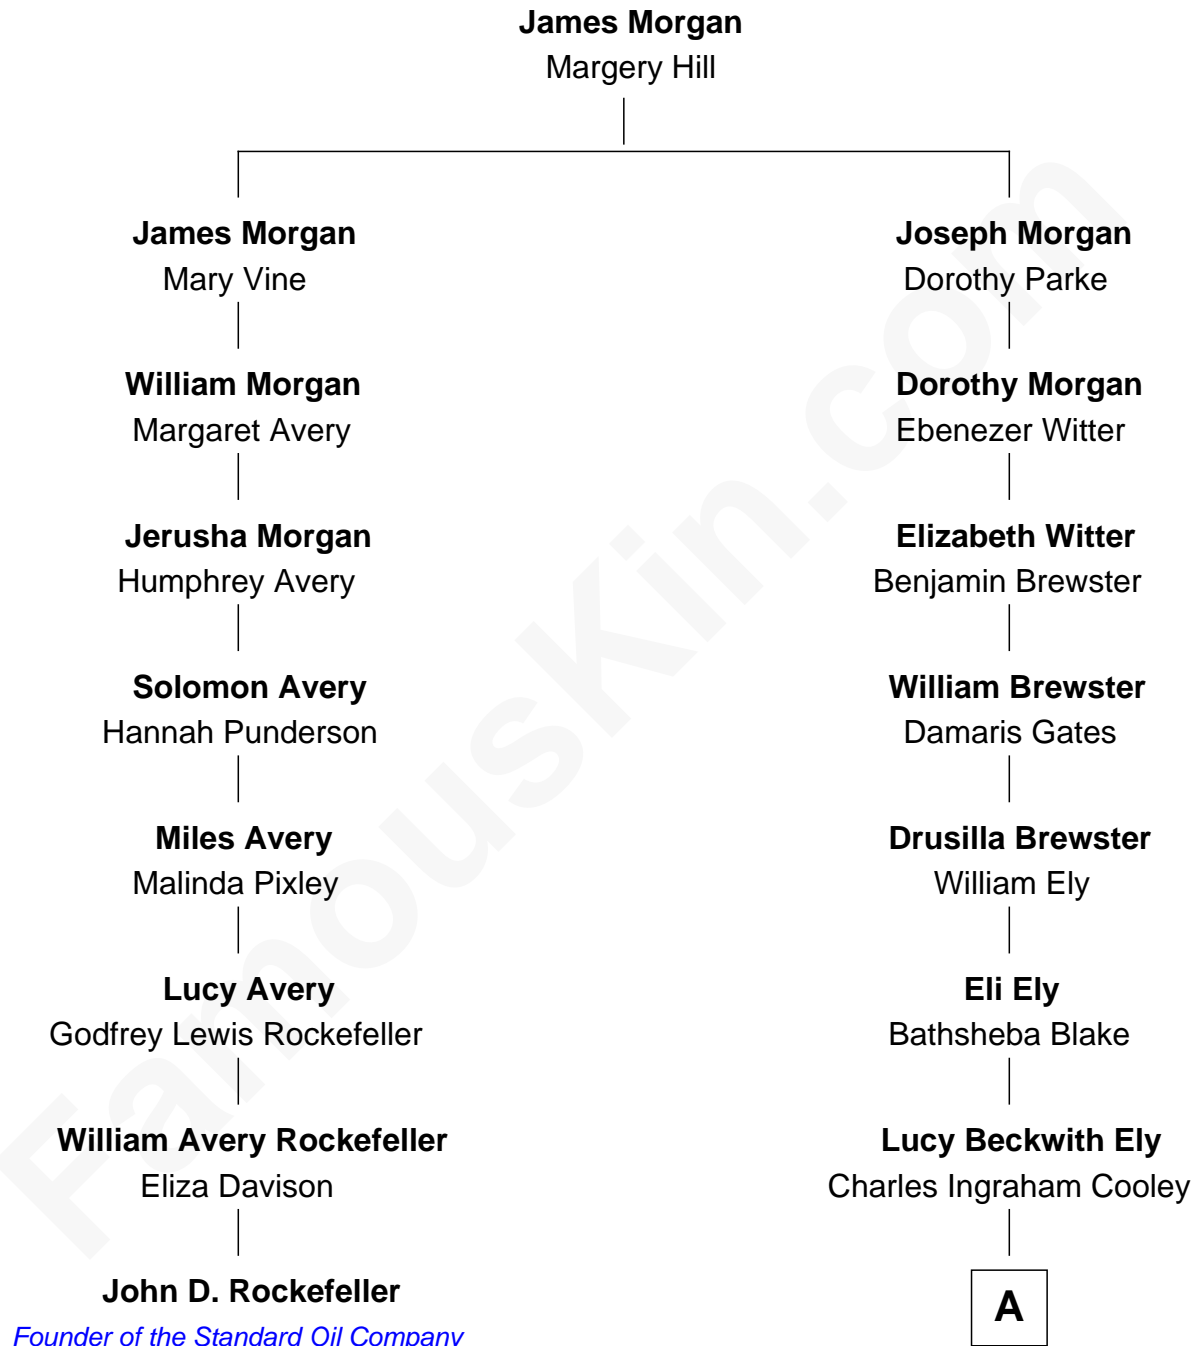 James Morgan
Margery Hill
James Morgan
Mary Vine
Joseph Morgan
Dorothy Parke
William Morgan
Margaret Avery
Dorothy Morgan
Ebenezer Witter
Jerusha Morgan
Humphrey Avery
Elizabeth Witter
Benjamin Brewster
Solomon Avery
Hannah Punderson
William Brewster
Damaris Gates
Miles Avery
Malinda Pixley
Drusilla Brewster
William Ely
Lucy Avery
Godfrey Lewis Rockefeller
Eli Ely
Bathsheba Blake
William Avery Rockefeller
Eliza Davison
Lucy Beckwith Ely
Charles Ingraham Cooley
John D. Rockefeller
Founder of the Standard Oil Company
A
FamousKin.com